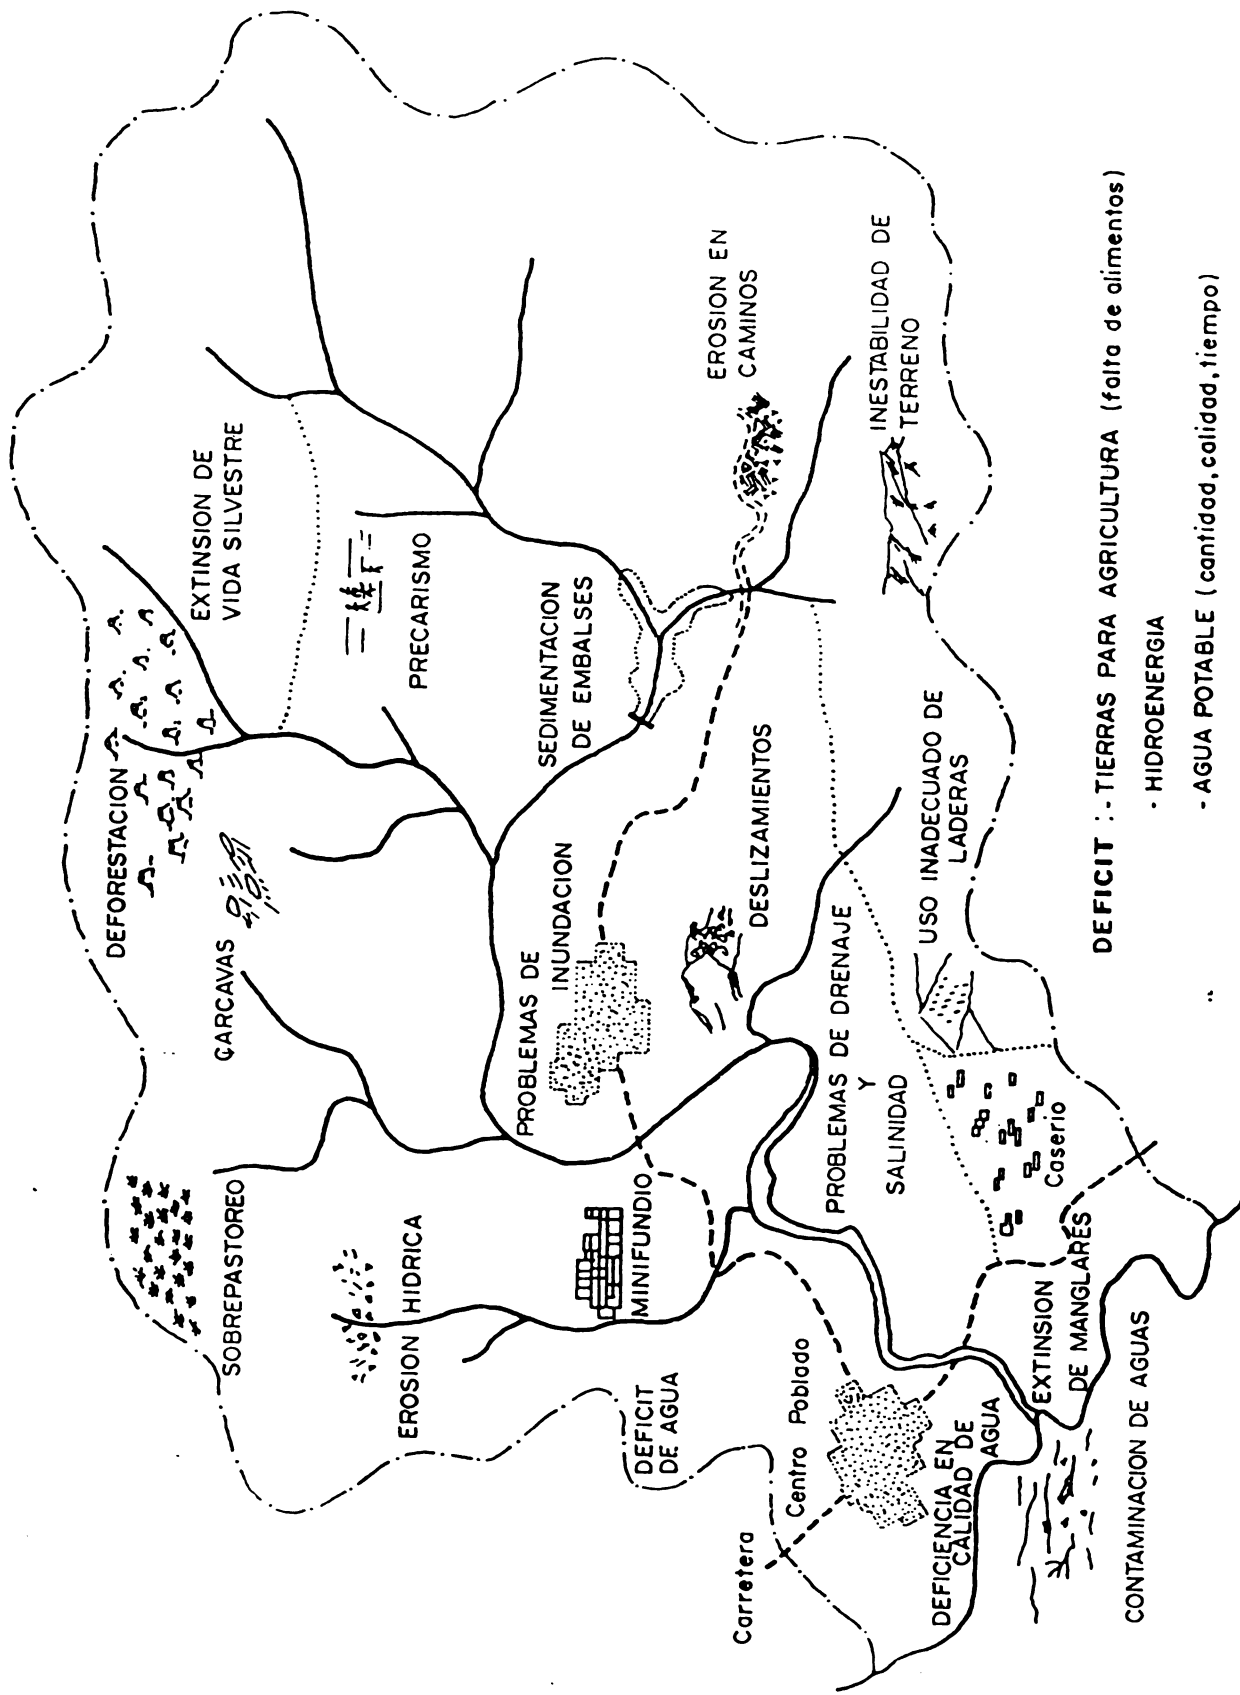 SOBREPASTOREO
CARCAVAS
DEFORESTACION
EXTINSION DE
VIDA SILVESTRE
EROSION HIDRICA
PRECARISMO
MINIFUNDIO
PROBLEMAS DE
INUNDACION
SEDIMENTACION
DE EMBALSES
EROSION EN
CAMINOS
DEFICIT
DE AGUA
Carretera
Centro Poblado
DESLIZAMIENTOS
INESTABILIDAD DE
TERRENO
PROBLEMAS DE DRENAJE
Y
SALINIDAD
USO INADECUADO DE
LADERAS
DEFICIENCIA EN
CALIDAD DE
AGUA
Caserio
EXTINSION
DE MANGLARES
CONTAMINACION DE AGUAS
DEFICIT :- TIERRAS PARA AGRICULTURA (falta de alimentos)
- HIDROENERGIA
- AGUA POTABLE (cantidad, calidad, tiempo)